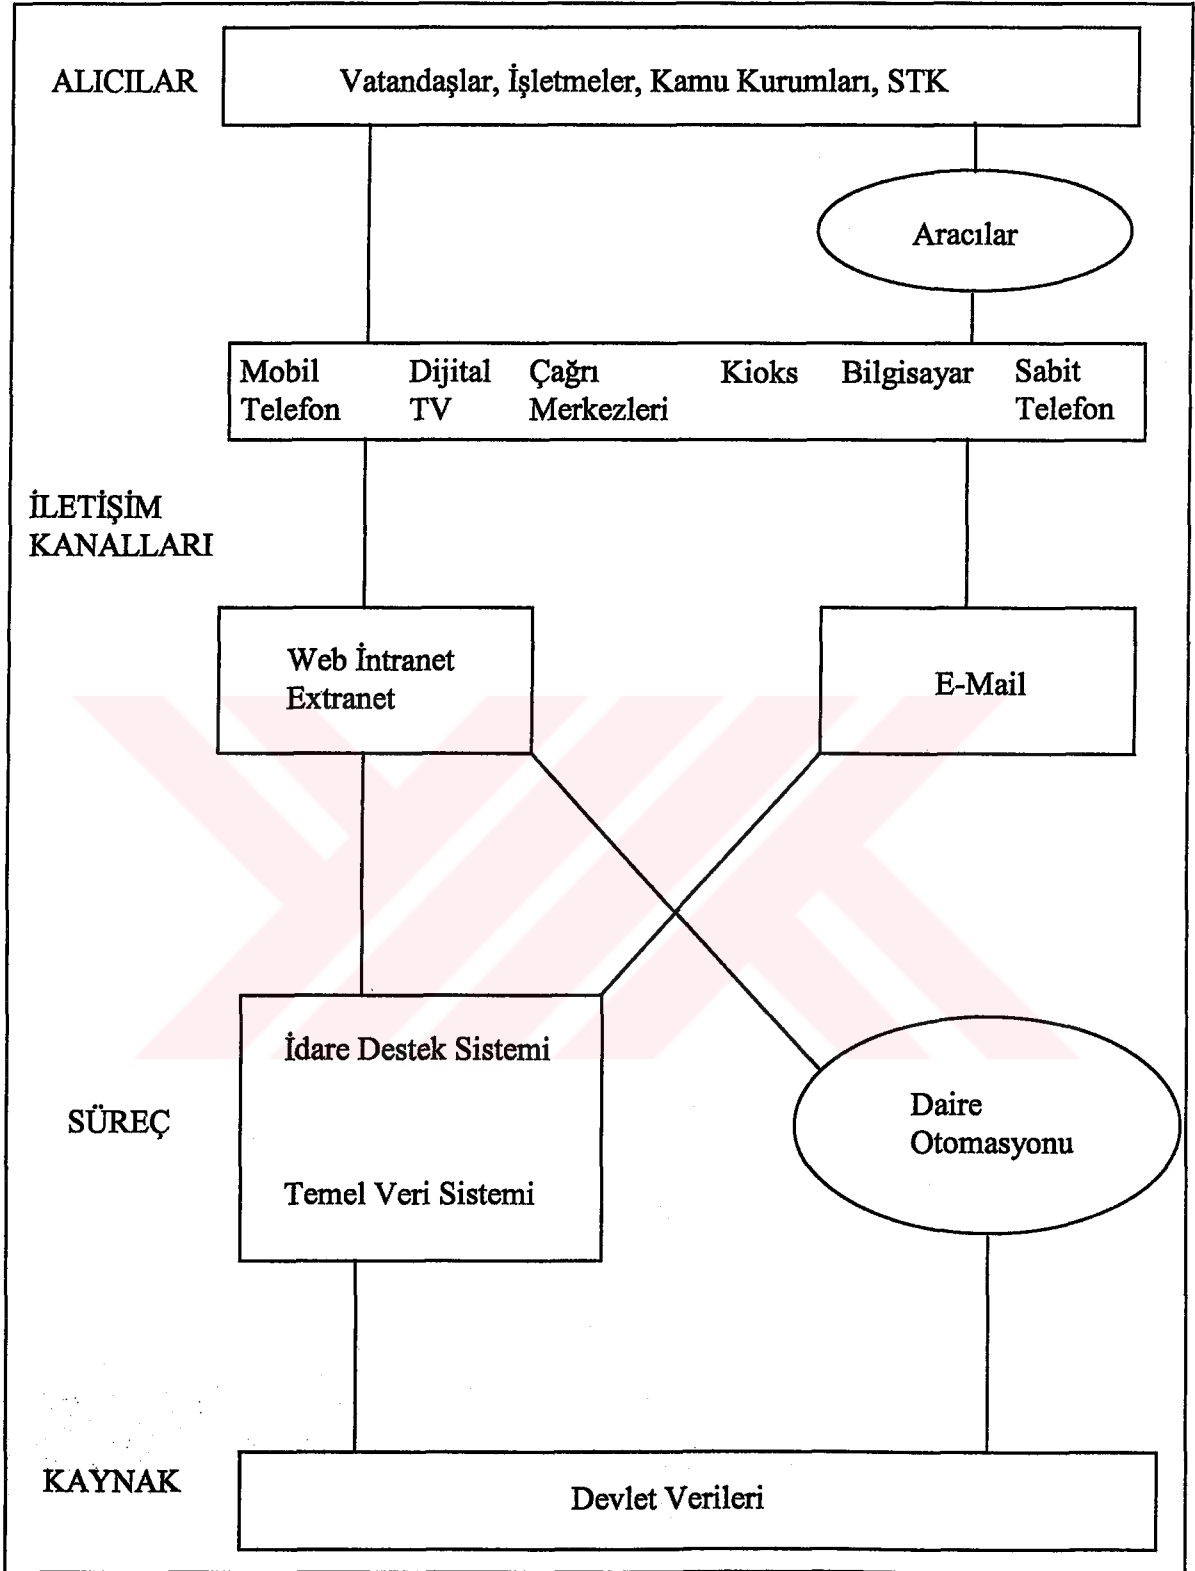 ALICILAR
Vatandaşlar, İşletmeler, Kamu Kurumları, STK
Aracılar
Mobil Telefon
Dijital TV
Çağrı Merkezleri
Kioks
Bilgisayar
Sabit Telefon
İLETİŞİM
KANALLARI
Web İntranet
Extranet
E-Mail
İdare Destek Sistemi
SÜREÇ
Daire
Otomasyonu
Temel Veri Sistemi
KAYNAK
Devlet Verileri